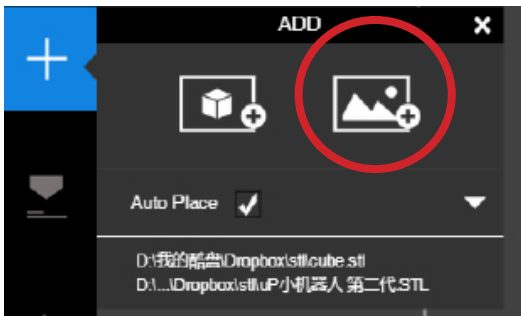 ADD
Auto Place
D:\我的酷盘\Dropbox\stl\cube.stl
D:\...\Dropbox\stl\uP小机器人 第二代.STL